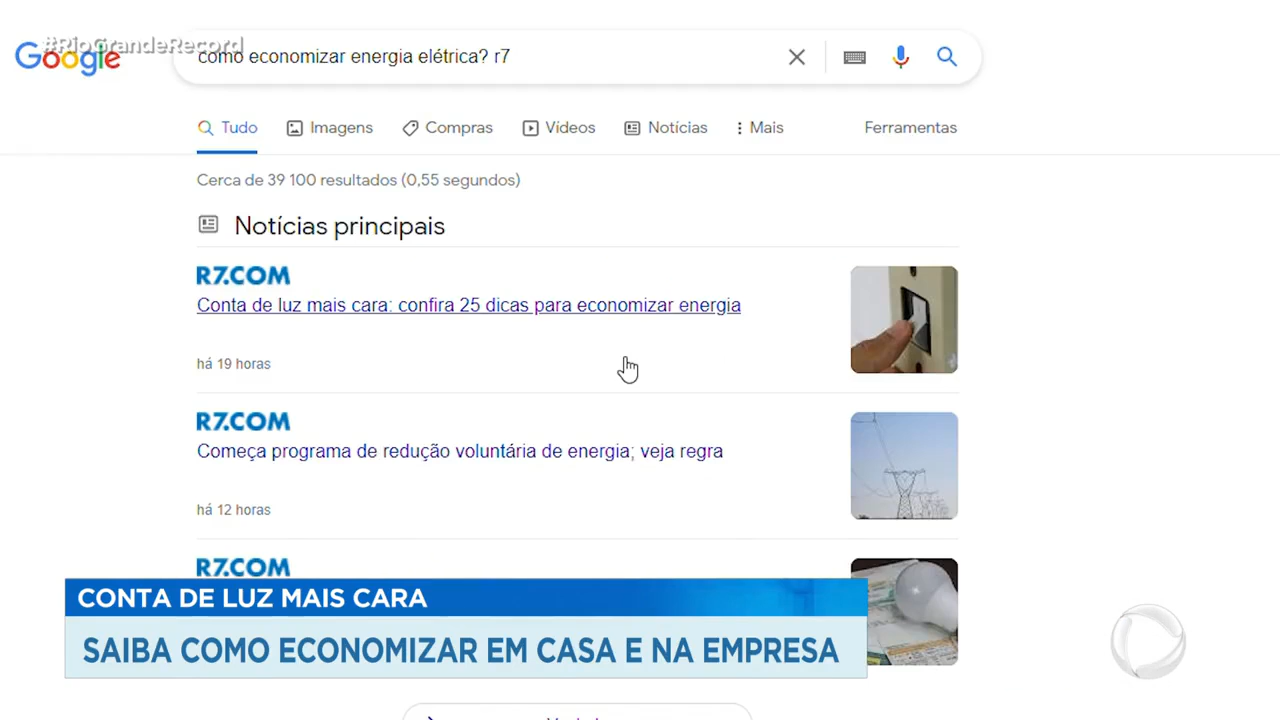 #RioGrandeRecord
Google
como economizar energia elétrica? r7
Tudo
Imagens
Compras
Vídeos
Notícias
Mais
Ferramentas
Cerca de 39 100 resultados (0,55 segundos)
Notícias principais
R7.COM
Conta de luz mais cara: confira 25 dicas para economizar energia
há 19 horas
R7.COM
Começa programa de redução voluntária de energia; veja regra
há 12 horas
R7.COM
CONTA DE LUZ MAIS CARA
SAIBA COMO ECONOMIZAR EM CASA E NA EMPRESA